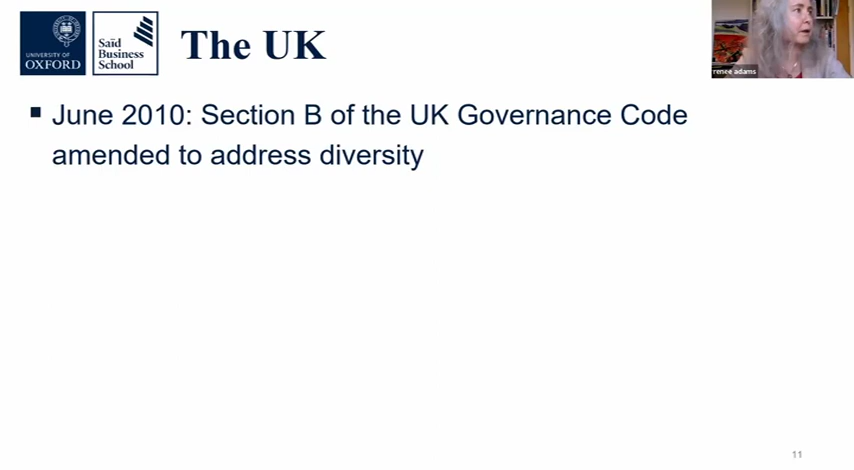 UNIVERSITY OF
OXFORD
Saïd
Business
School
The UK
renee adams
▪ June 2010: Section B of the UK Governance Code
amended to address diversity
11